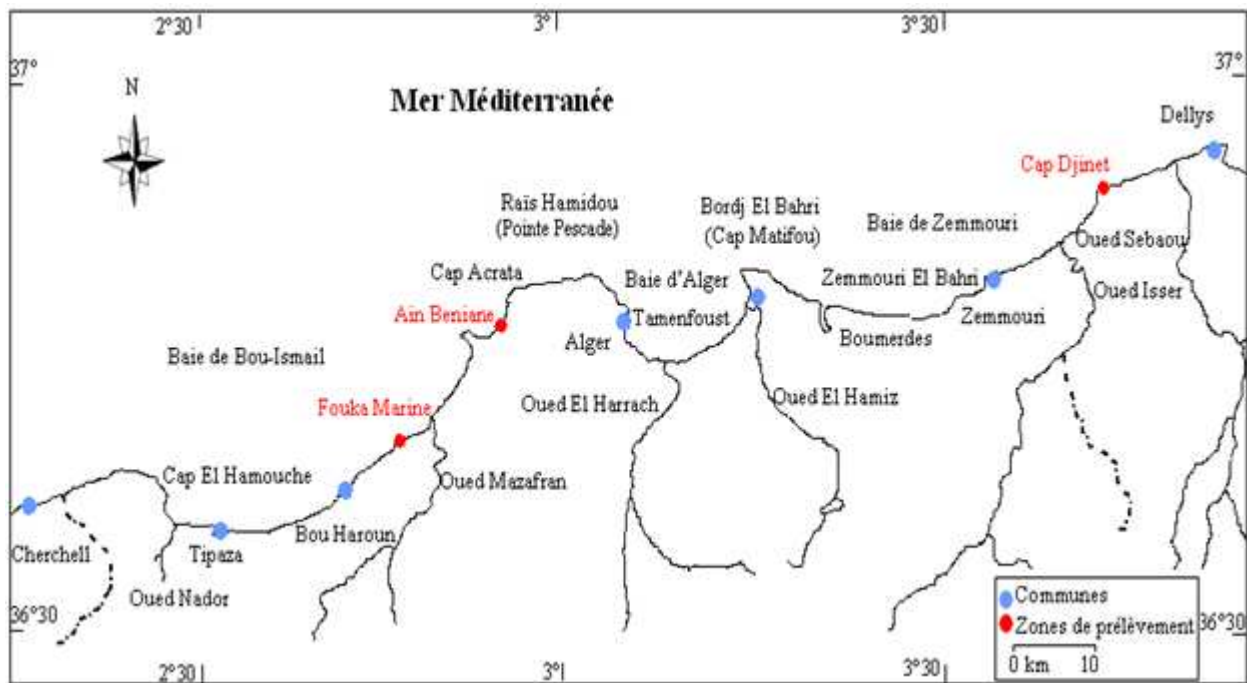 2°30
3°
3°30
37°
37°
N
Mer Méditerranée
Dellys
Cap Djinet
Raïs Hamidou
(Pointe Pescade)
Bordj El Bahri
(Cap Matifou)
Baie de Zemmouri
Oued Sebaou
Cap Acrata
Baie d'Alger
Zemmouri El Bahri
Oued Isser
Ain Beniane
Tamenfoust
Zemmouri
Alger
Boumerdes
Baie de Bou-Ismail
Fouka Marine
Oued El Harrach
Oued El Hamiz
Cap El Hamouche
Oued Mazafran
Bou Haroun
Cherchell
Tipaza
Oued Nador
Communes
Zones de prélèvement
0 km 10
36°30
36°30
2°30
3°
3°30